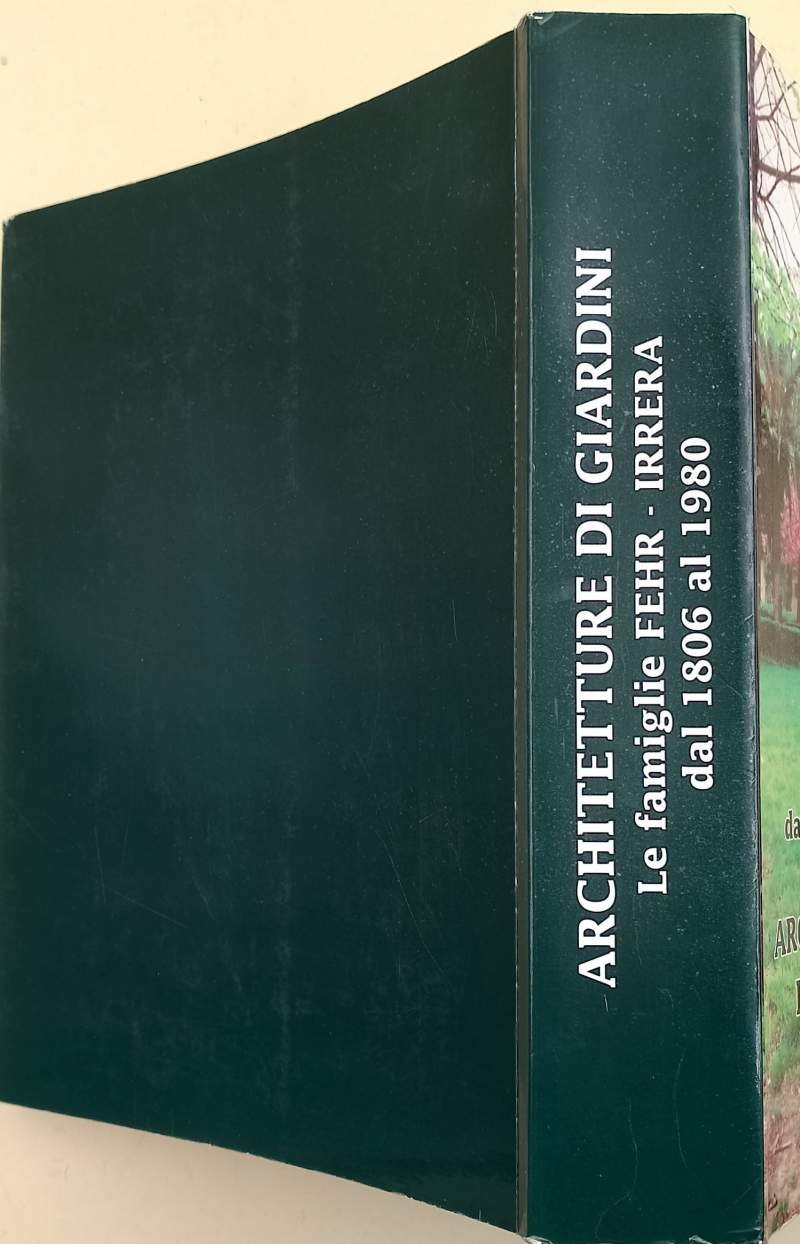 ARCHITETTURE DI GIARDINI
Le famiglie FEHR - IRRERA
dal 1806 al 1980